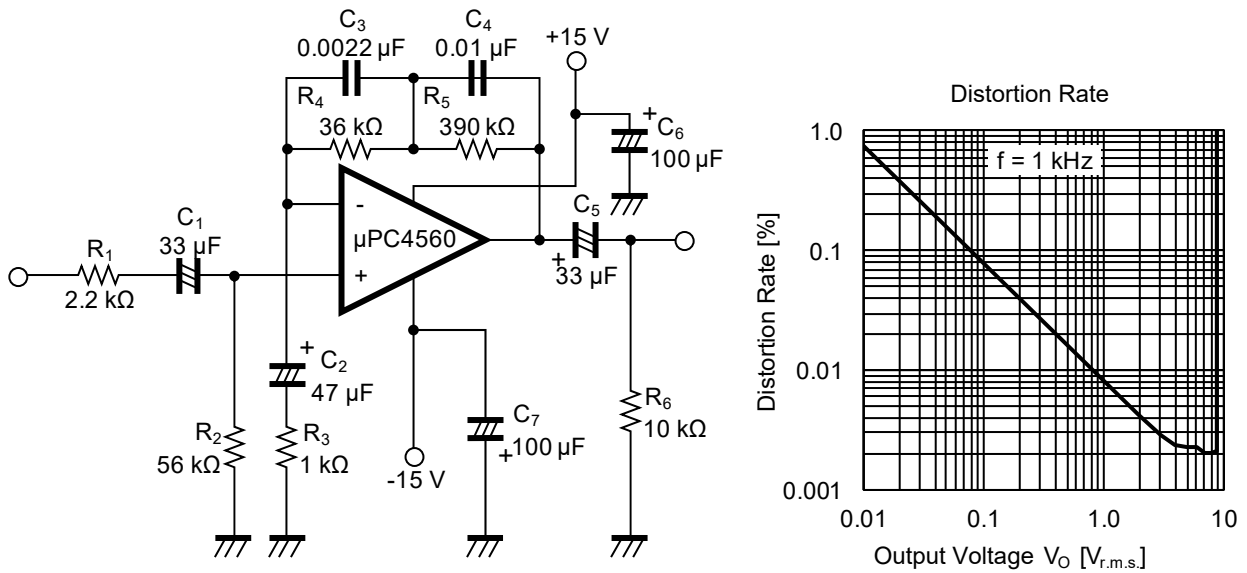 C3
0.0022 µF
C4
0.01 µF
+15 V
R4
36 kΩ
R5
390 kΩ
+
C6
100 µF
-
+
µPC4560
R1
2.2 kΩ
C1
33 µF
C5
+
33 µF
+
C2
47 µF
R2
56 kΩ
R3
1 kΩ
-15 V
C7
100 µF
+
R6
10 kΩ
Distortion Rate
f = 1 kHz
Distortion Rate [%]
1.0
0.1
0.01
0.001
0.01 0.1 1.0 10
Output Voltage VO [Vr.m.s.]